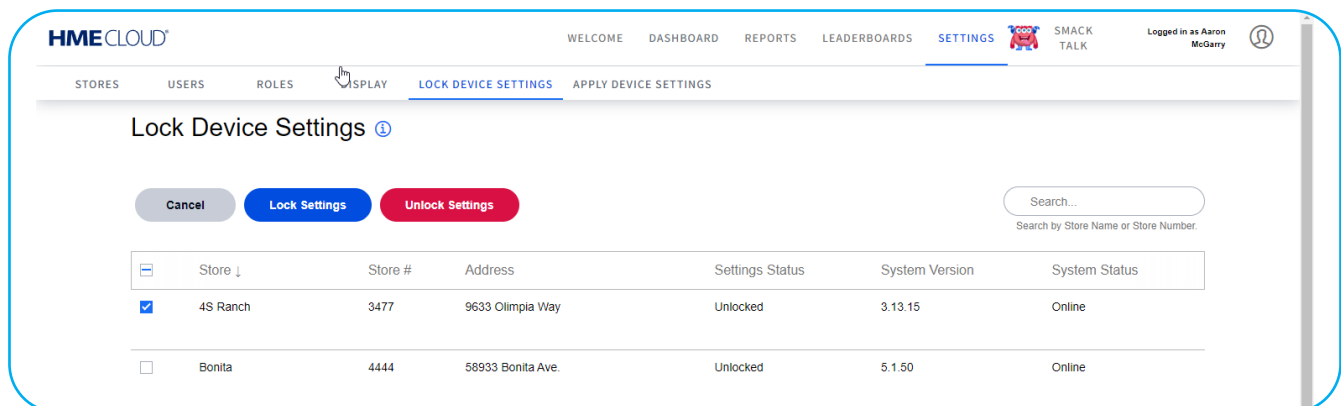 HME CLOUD®
WELCOME DASHBOARD REPORTS LEADERBOARDS SETTINGS SMACK TALK Logged in as Aaron McGarry
STORES USERS ROLES DISPLAY LOCK DEVICE SETTINGS APPLY DEVICE SETTINGS
Lock Device Settings
Cancel Lock Settings Unlock Settings Search...
Search by Store Name or Store Number.
Store ↓ Store # Address Settings Status System Version System Status
4S Ranch 3477 9633 Olimpia Way Unlocked 3.13.15 Online
Bonita 4444 58933 Bonita Ave. Unlocked 5.1.50 Online